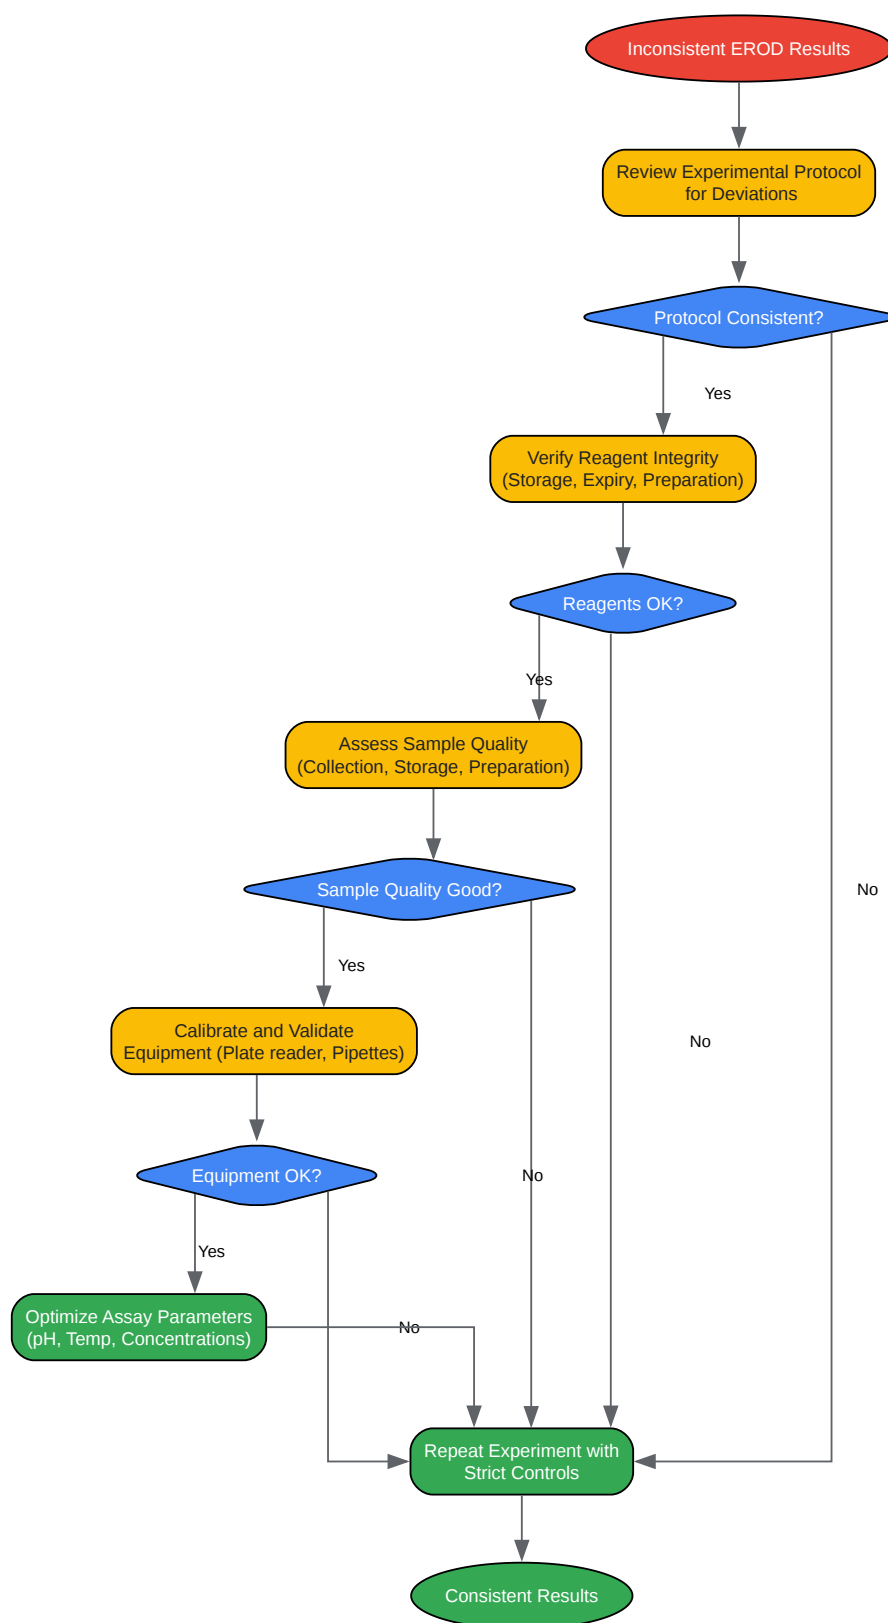 Inconsistent EROD Results
Review Experimental Protocol
for Deviations
Protocol Consistent?
Yes
Verify Reagent Integrity
(Storage, Expiry, Preparation)
Reagents OK?
Yes
Assess Sample Quality
(Collection, Storage, Preparation)
Sample Quality Good?
No
Yes
Calibrate and Validate
Equipment (Plate reader, Pipettes)
No
Equipment OK?
No
Yes
Optimize Assay Parameters
(pH, Temp, Concentrations)
No
Repeat Experiment with
Strict Controls
Consistent Results